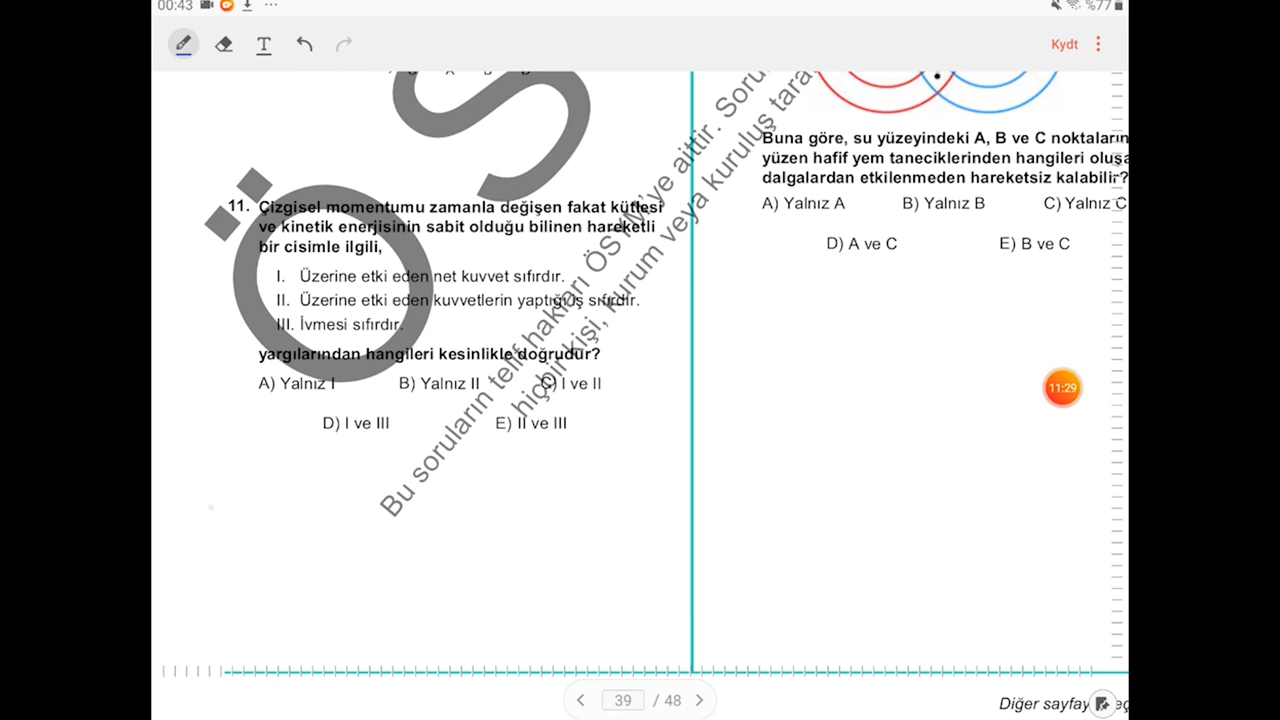 00:43
%77
Kydt
11. Çizgisel momentumu zamanla değişen fakat kütlesi
ve kinetik enerjisinin sabit olduğu bilinen hareketli
bir cisimle ilgili,
I. Üzerine etki eden net kuvvet sıfırdır.
II. Üzerine etki eden kuvvetlerin yaptığı iş sıfırdır.
III. İvmesi sıfırdır.
yargılarından hangileri kesinlikle doğrudur?
A) Yalnız I B) Yalnız II C) I ve II
D) I ve III E) II ve III
Buna göre, su yüzeyindeki A, B ve C noktaların
yüzen hafif yem taneciklerinden hangileri oluşa
dalgalardan etkilenmeden hareketsiz kalabilir?
A) Yalnız A B) Yalnız B C) Yalnız C
D) A ve C E) B ve C
11:29
ÖS
Bu soruların telif hakları ÖSYM'ye aittir. Soru
hiçbir kişi, kurum veya kuruluş tara
39 / 48
Diğer sayfay